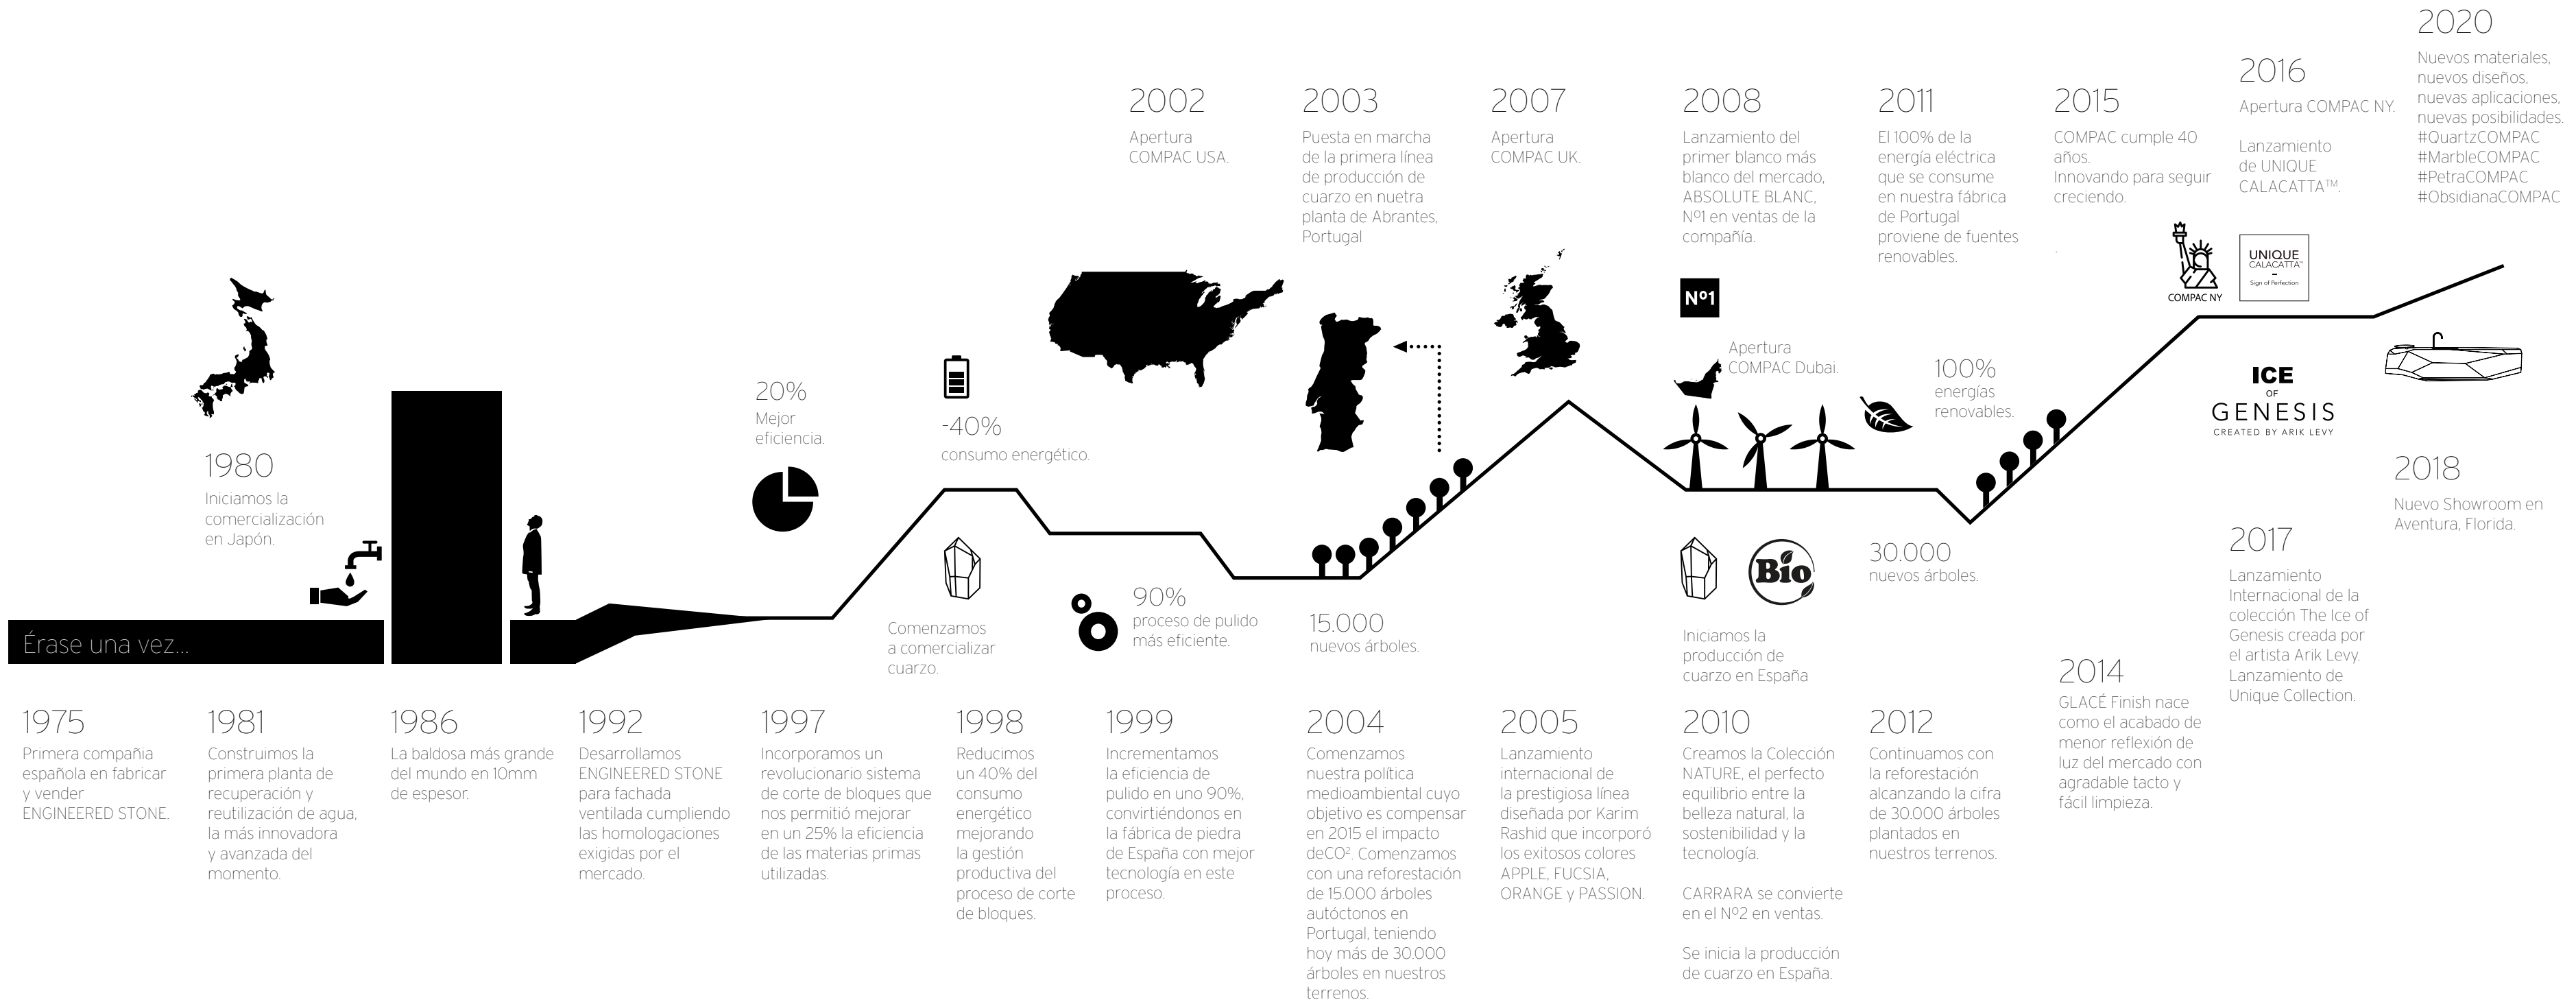 2020
Nuevos materiales,
nuevos diseños,
nuevas aplicaciones,
nuevas posibilidades.
#QuartzCOMPAC
#MarbleCOMPAC
#PetraCOMPAC
#ObsidianaCOMPAC
2016
Apertura COMPAC NY.
Lanzamiento
de UNIQUE
CALACATTA™.
2002
Apertura
COMPAC USA.
2003
Puesta en marcha
de la primera línea
de producción de
cuarzo en nuetra
planta de Abrantes,
Portugal
2007
Apertura
COMPAC UK.
2008
Lanzamiento del
primer blanco más
blanco del mercado,
ABSOLUTE BLANC,
Nº1 en ventas de la
compañía.
2011
El 100% de la
energía eléctrica
que se consume
en nuestra fábrica
de Portugal
proviene de fuentes
renovables.
2015
COMPAC cumple 40
años.
Innovando para seguir
creciendo.
.
COMPAC NY
UNIQUE
CALACATTA™
Sign of Perfection
Nº1
Apertura
COMPAC Dubai.
100%
energías
renovables.
ICE
OF
GENESIS
CREATED BY ARIK LEVY
20%
Mejor
eficiencia.
-40%
consumo energético.
1980
Iniciamos la
comercialización
en Japón.
2018
Nuevo Showroom en
Aventura, Florida.
Érase una vez...
Comenzamos
a comercializar
cuarzo.
90%
proceso de pulido
más eficiente.
15.000
nuevos árboles.
Bio
Iniciamos la
producción de
cuarzo en España
30.000
nuevos árboles.
2017
Lanzamiento
Internacional de la
colección The Ice of
Genesis creada por
el artista Arik Levy.
Lanzamiento de
Unique Collection.
2014
GLACÉ Finish nace
como el acabado de
menor reflexión de
luz del mercado con
agradable tacto y
fácil limpieza.
1975
Primera compañia
española en fabricar
y vender
ENGINEERED STONE.
1981
Construimos la
primera planta de
recuperación y
reutilización de agua,
la más innovadora
y avanzada del
momento.
1986
La baldosa más grande
del mundo en 10mm
de espesor.
1992
Desarrollamos
ENGINEERED STONE
para fachada
ventilada cumpliendo
las homologaciones
exigidas por el
mercado.
1997
Incorporamos un
revolucionario sistema
de corte de bloques que
nos permitió mejorar
en un 25% la eficiencia
de las materias primas
utilizadas.
1998
Reducimos
un 40% del
consumo
energético
mejorando
la gestión
productiva del
proceso de corte
de bloques.
1999
Incrementamos
la eficiencia de
pulido en uno 90%,
convirtiéndonos en
la fábrica de piedra
de España con mejor
tecnología en este
proceso.
2004
Comenzamos
nuestra política
medioambiental cuyo
objetivo es compensar
en 2015 el impacto
deCO². Comenzamos
con una reforestación
de 15.000 árboles
autóctonos en
Portugal, teniendo
hoy más de 30.000
árboles en nuestros
terrenos.
2005
Lanzamiento
internacional de
la prestigiosa línea
diseñada por Karim
Rashid que incorporó
los exitosos colores
APPLE, FUCSIA,
ORANGE y PASSION.
2010
Creamos la Colección
NATURE, el perfecto
equilibrio entre la
belleza natural, la
sostenibilidad y la
tecnología.
CARRARA se convierte
en el Nº2 en ventas.
Se inicia la producción
de cuarzo en España.
2012
Continuamos con
la reforestación
alcanzando la cifra
de 30.000 árboles
plantados en
nuestros terrenos.